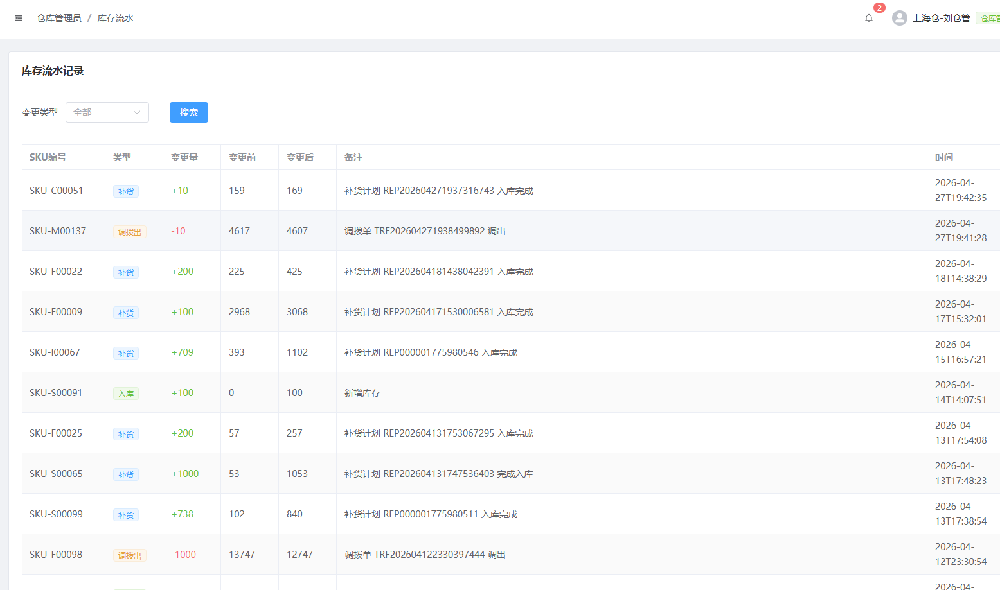 仓库管理员 / 库存流水
2
上海仓-刘仓管
仓库管
库存流水记录
变更类型 全部 搜索
SKU编号 类型 变更量 变更前 变更后 备注 时间
SKU-C00051 补货 +10 159 169 补货计划 REP202604271937316743 入库完成 2026-04-
27T19:42:35
SKU-M00137 调拨出 -10 4617 4607 调拨单 TRF202604271938499892 调出 2026-04-
27T19:41:28
SKU-F00022 补货 +200 225 425 补货计划 REP202604181438042391 入库完成 2026-04-
18T14:38:29
SKU-F00009 补货 +100 2968 3068 补货计划 REP202604171530006581 入库完成 2026-04-
17T15:32:01
SKU-I00067 补货 +709 393 1102 补货计划 REP000001775980546 入库完成 2026-04-
15T16:57:21
SKU-S00091 入库 +100 0 100 新增库存 2026-04-
14T14:07:51
SKU-F00025 补货 +200 57 257 补货计划 REP202604131753067295 入库完成 2026-04-
13T17:54:08
SKU-S00065 补货 +1000 53 1053 补货计划 REP202604131747536403 完成入库 2026-04-
13T17:48:23
SKU-S00099 补货 +738 102 840 补货计划 REP000001775980511 入库完成 2026-04-
13T17:38:54
SKU-F00098 调拨出 -1000 13747 12747 调拨单 TRF202604122330397444 调出 2026-04-
12T23:30:54
2026-04-